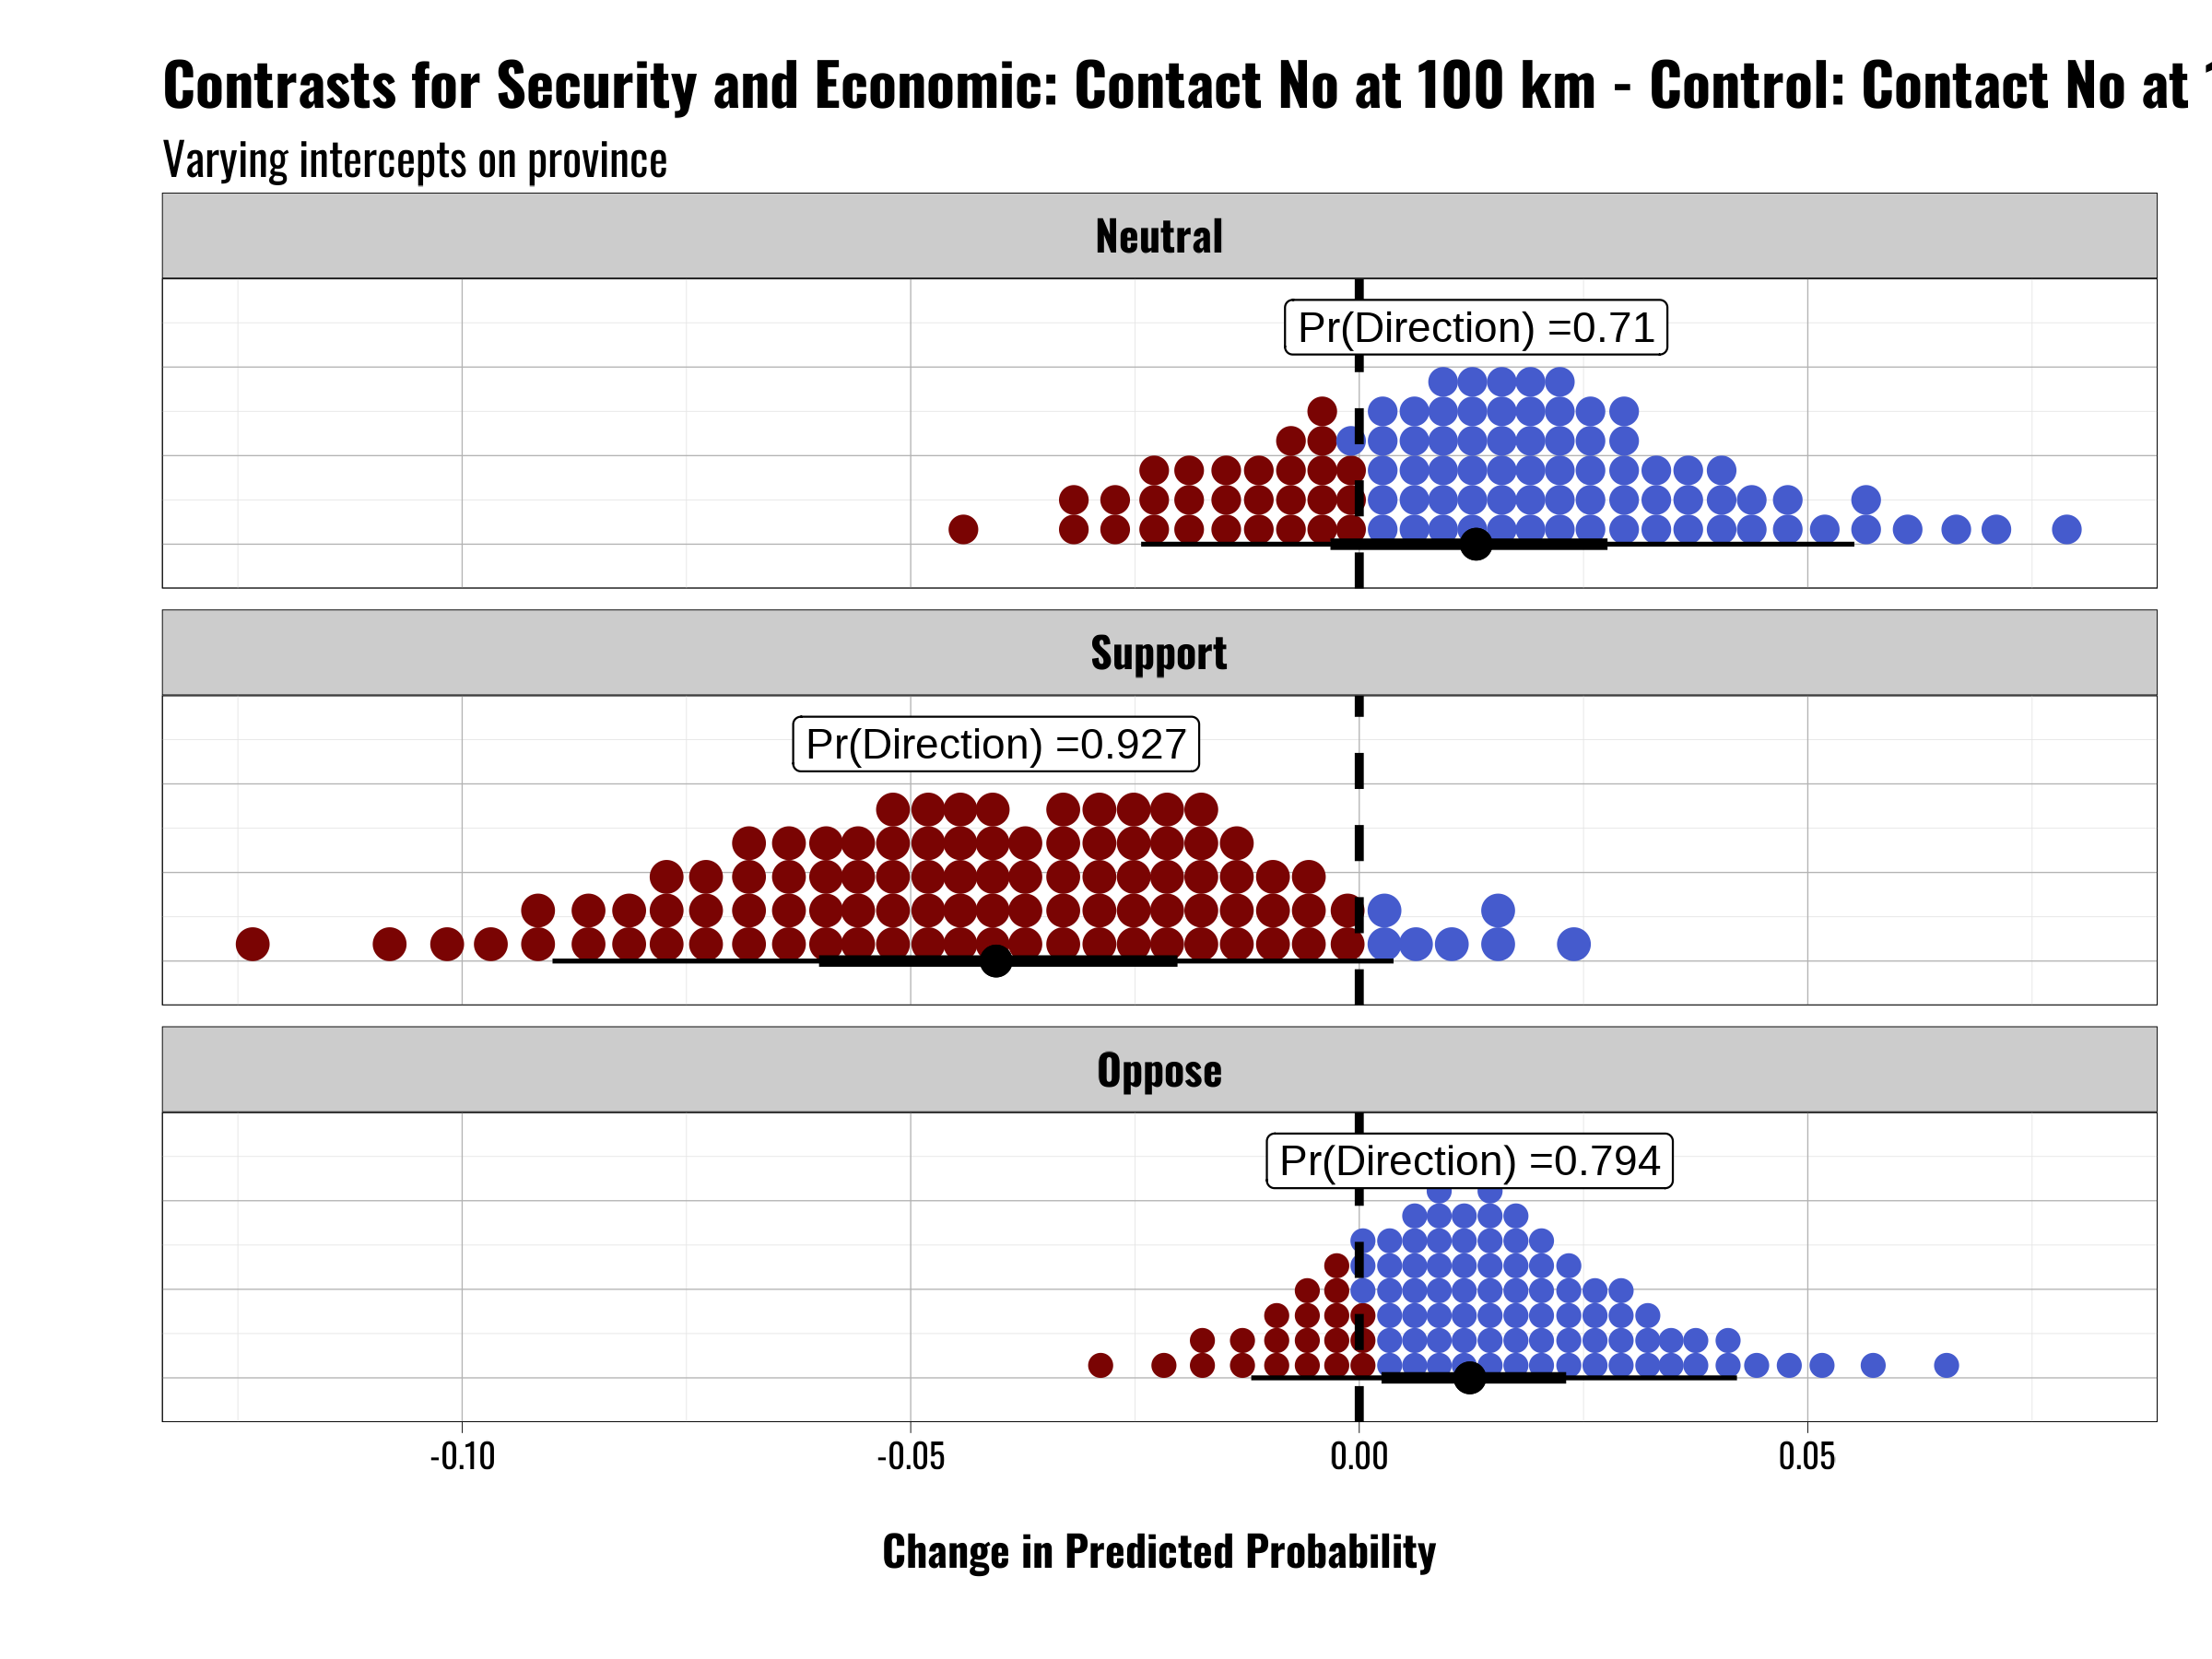 Contrasts for Security and Economic: Contact No at 100 km - Control: Contact No at
Varying intercepts on province
Neutral
Pr(Direction) =0.71
Support
Pr(Direction) =0.927
Oppose
Pr(Direction) =0.794
-0.10 -0.05 0.00 0.05
Change in Predicted Probability